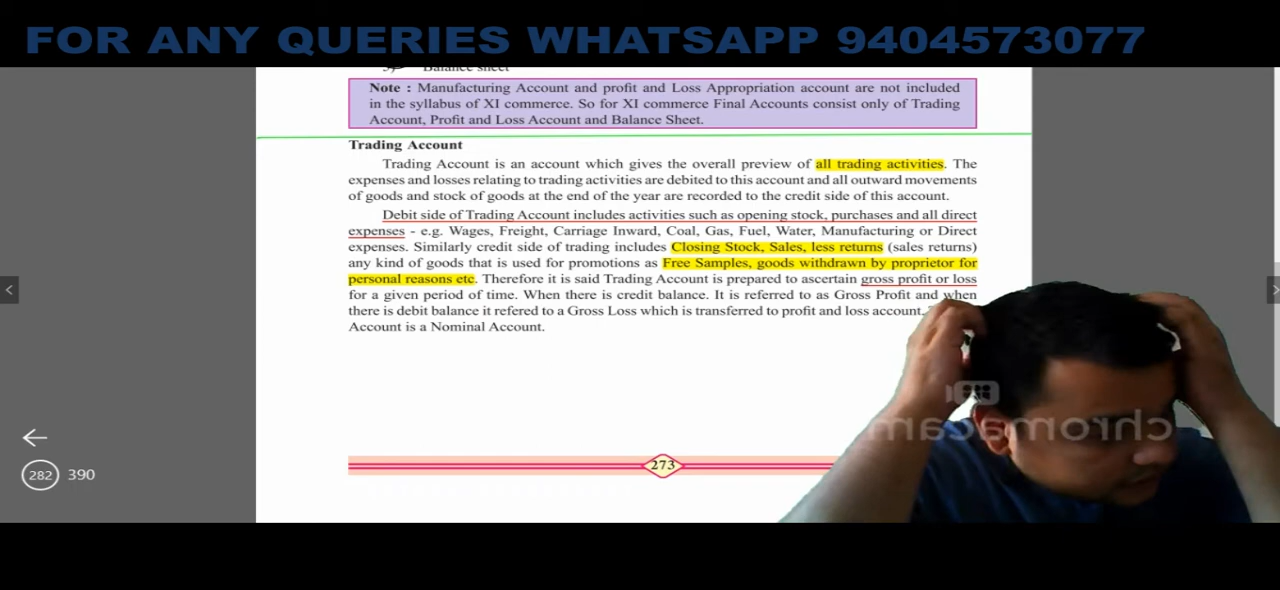 FOR ANY QUERIES WHATSAPP 9404573077
Balance sheet
Note : Manufacturing Account and profit and Loss Appropriation account are not included
in the syllabus of XI commerce. So for XI commerce Final Accounts consist only of Trading
Account, Profit and Loss Account and Balance Sheet.
Trading Account
Trading Account is an account which gives the overall preview of all trading activities. The
expenses and losses relating to trading activities are debited to this account and all outward movements
of goods and stock of goods at the end of the year are recorded to the credit side of this account.
Debit side of Trading Account includes activities such as opening stock, purchases and all direct
expenses - e.g. Wages, Freight, Carriage Inward, Coal, Gas, Fuel, Water, Manufacturing or Direct
expenses. Similarly credit side of trading includes Closing Stock, Sales, less returns (sales returns)
any kind of goods that is used for promotions as Free Samples, goods withdrawn by proprietor for
personal reasons etc. Therefore it is said Trading Account is prepared to ascertain gross profit or loss
for a given period of time. When there is credit balance. It is referred to as Gross Profit and when
there is debit balance it refered to a Gross Loss which is transferred to profit and loss account.
Account is a Nominal Account.
chromacam
273
282 390